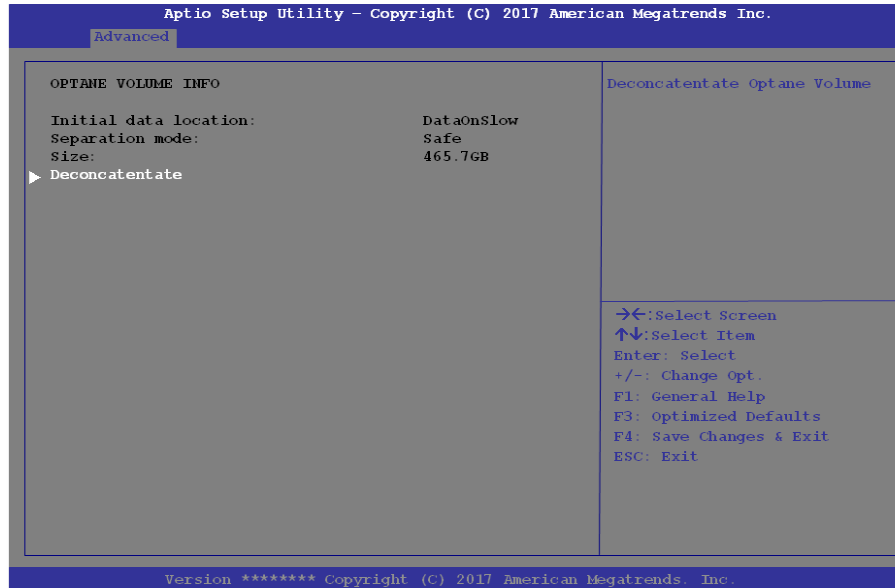 Aptio Setup Utility – Copyright (C) 2017 American Megatrends Inc.
Advanced
OPTANE VOLUME INFO
Initial data location: DataOnSlow
Separation mode: Safe
Size: 465.7GB
Deconcatentate
Deconcatentate Optane Volume
→←:Select Screen
↑↓:Select Item
Enter: Select
+/-: Change Opt.
F1: General Help
F3: Optimized Defaults
F4: Save Changes & Exit
ESC: Exit
Version ******** Copyright (C) 2017 American Megatrends. Inc.